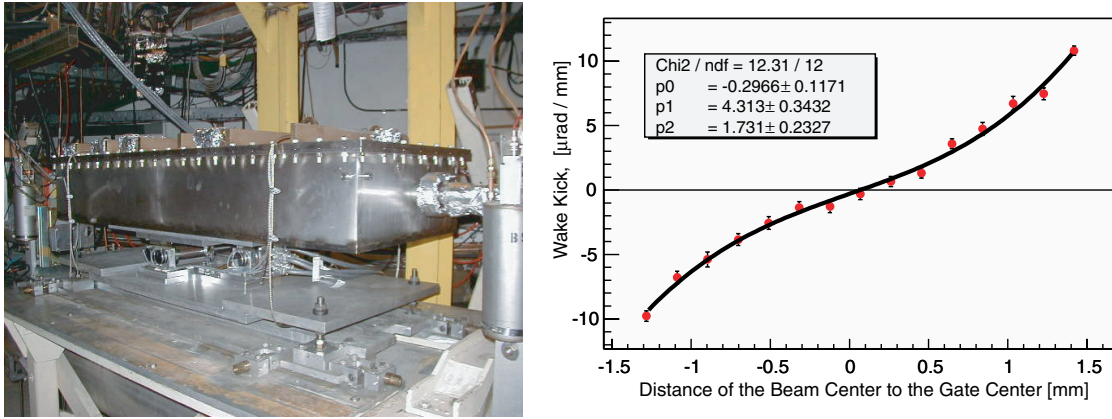 Chi2 / ndf = 12.31 / 12
p0 = -0.2966± 0.1171
p1 = 4.313± 0.3432
p2 = 1.731± 0.2327
Wake Kick, [μrad / mm]
10
5
0
-5
-10
-1.5 -1 -0.5 0 0.5 1 1.5
Distance of the Beam Center to the Gate Center [mm]